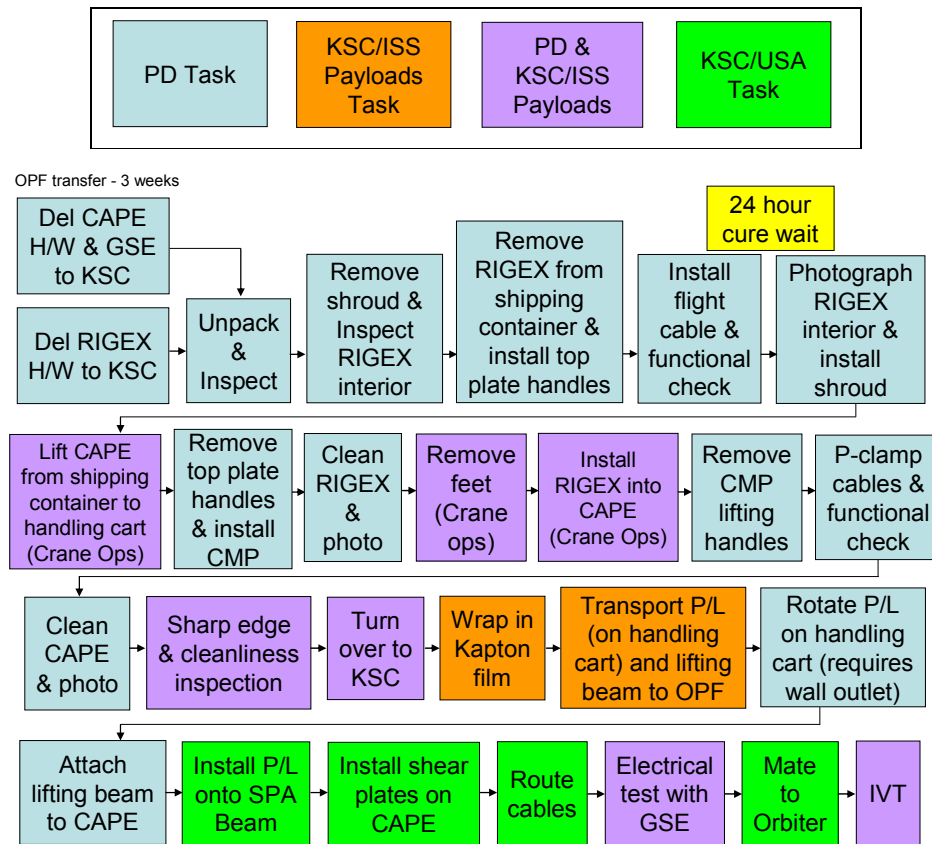 PD Task
KSC/ISS
Payloads
Task
PD &
KSC/ISS
Payloads
KSC/USA
Task
OPF transfer - 3 weeks
Del CAPE
H/W & GSE
to KSC
Del RIGEX
H/W to KSC
Unpack
&
Inspect
Remove
shroud &
Inspect
RIGEX
interior
Remove
RIGEX from
shipping
container &
install top
plate handles
Install
flight
cable &
functional
check
24 hour
cure wait
Photograph
RIGEX
interior &
install
shroud
Lift CAPE
from shipping
container to
handling cart
(Crane Ops)
Remove
top plate
handles
& install
CMP
Clean
RIGEX
&
photo
Remove
feet
(Crane
ops)
Install
RIGEX into
CAPE
(Crane Ops)
Remove
CMP
lifting
handles
P-clamp
cables &
functional
check
Clean
CAPE
& photo
Sharp edge
& cleanliness
inspection
Turn
over to
KSC
Wrap in
Kapton
film
Transport P/L
(on handling
cart) and lifting
beam to OPF
Rotate P/L
on handling
cart (requires
wall outlet)
Attach
lifting beam
to CAPE
Install P/L
onto SPA
Beam
Install shear
plates on
CAPE
Route
cables
Electrical
test with
GSE
Mate
to
Orbiter
IVT